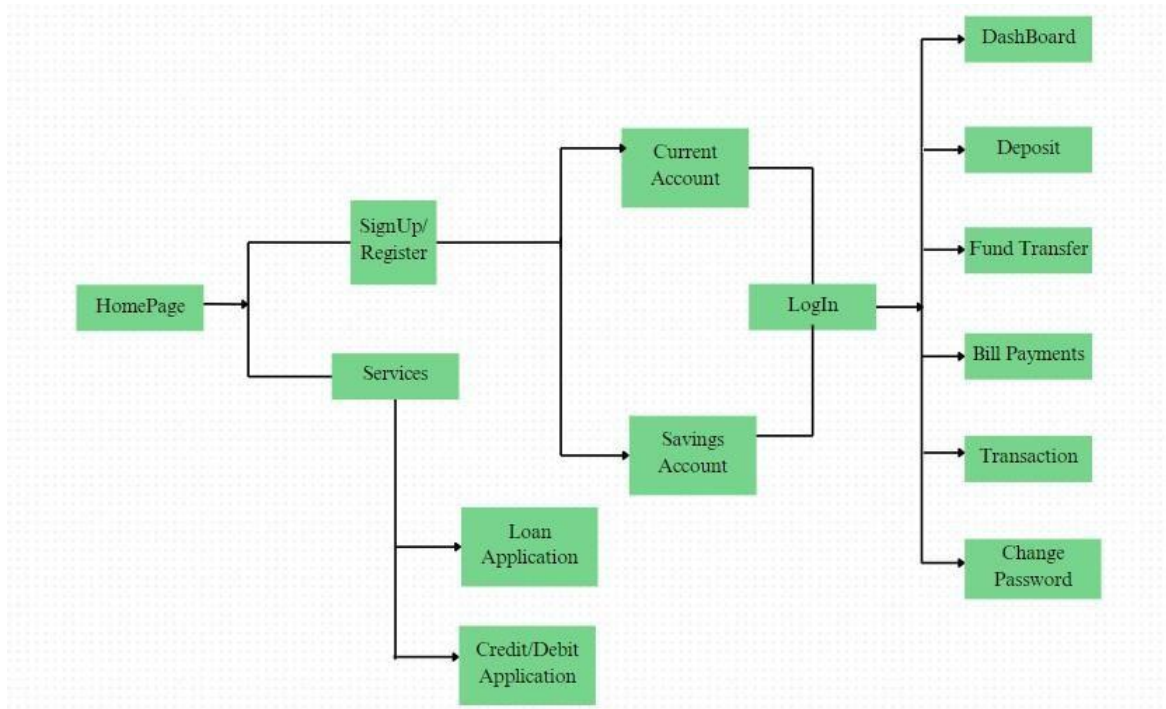 HomePage
SignUp/
Register
Services
Loan
Application
Credit/Debit
Application
Current
Account
Savings
Account
LogIn
DashBoard
Deposit
Fund Transfer
Bill Payments
Transaction
Change
Password